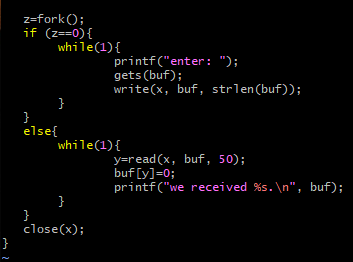 z=fork();
if (z==0){
while(1){
printf("enter: ");
gets(buf);
write(x, buf, strlen(buf));
}
}
else{
while(1){
y=read(x, buf, 50);
buf[y]=0;
printf("we received %s.\n", buf);
}
}
close(x);
}
~